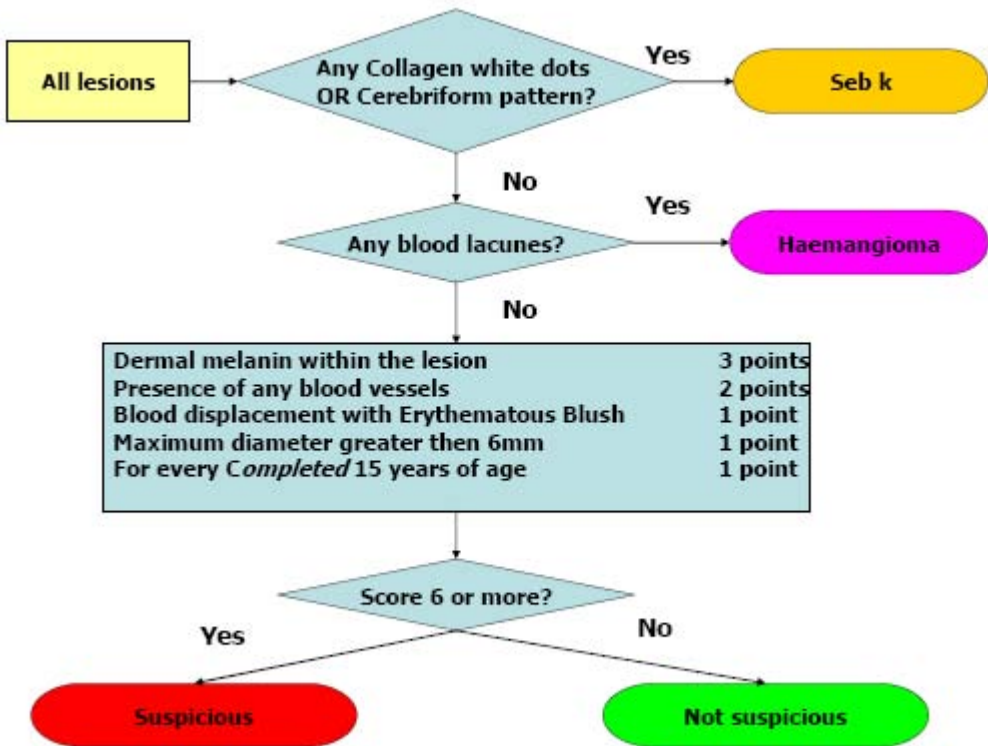 All lesions
Any Collagen white dots
OR Cerebriform pattern?
Yes
Seb k
No
Any blood lacunes?
Yes
Haemangioma
No
Dermal melanin within the lesion 3 points
Presence of any blood vessels 2 points
Blood displacement with Erythematous Blush 1 point
Maximum diameter greater then 6mm 1 point
For every Completed 15 years of age 1 point
Score 6 or more?
Yes
No
Suspicious
Not suspicious